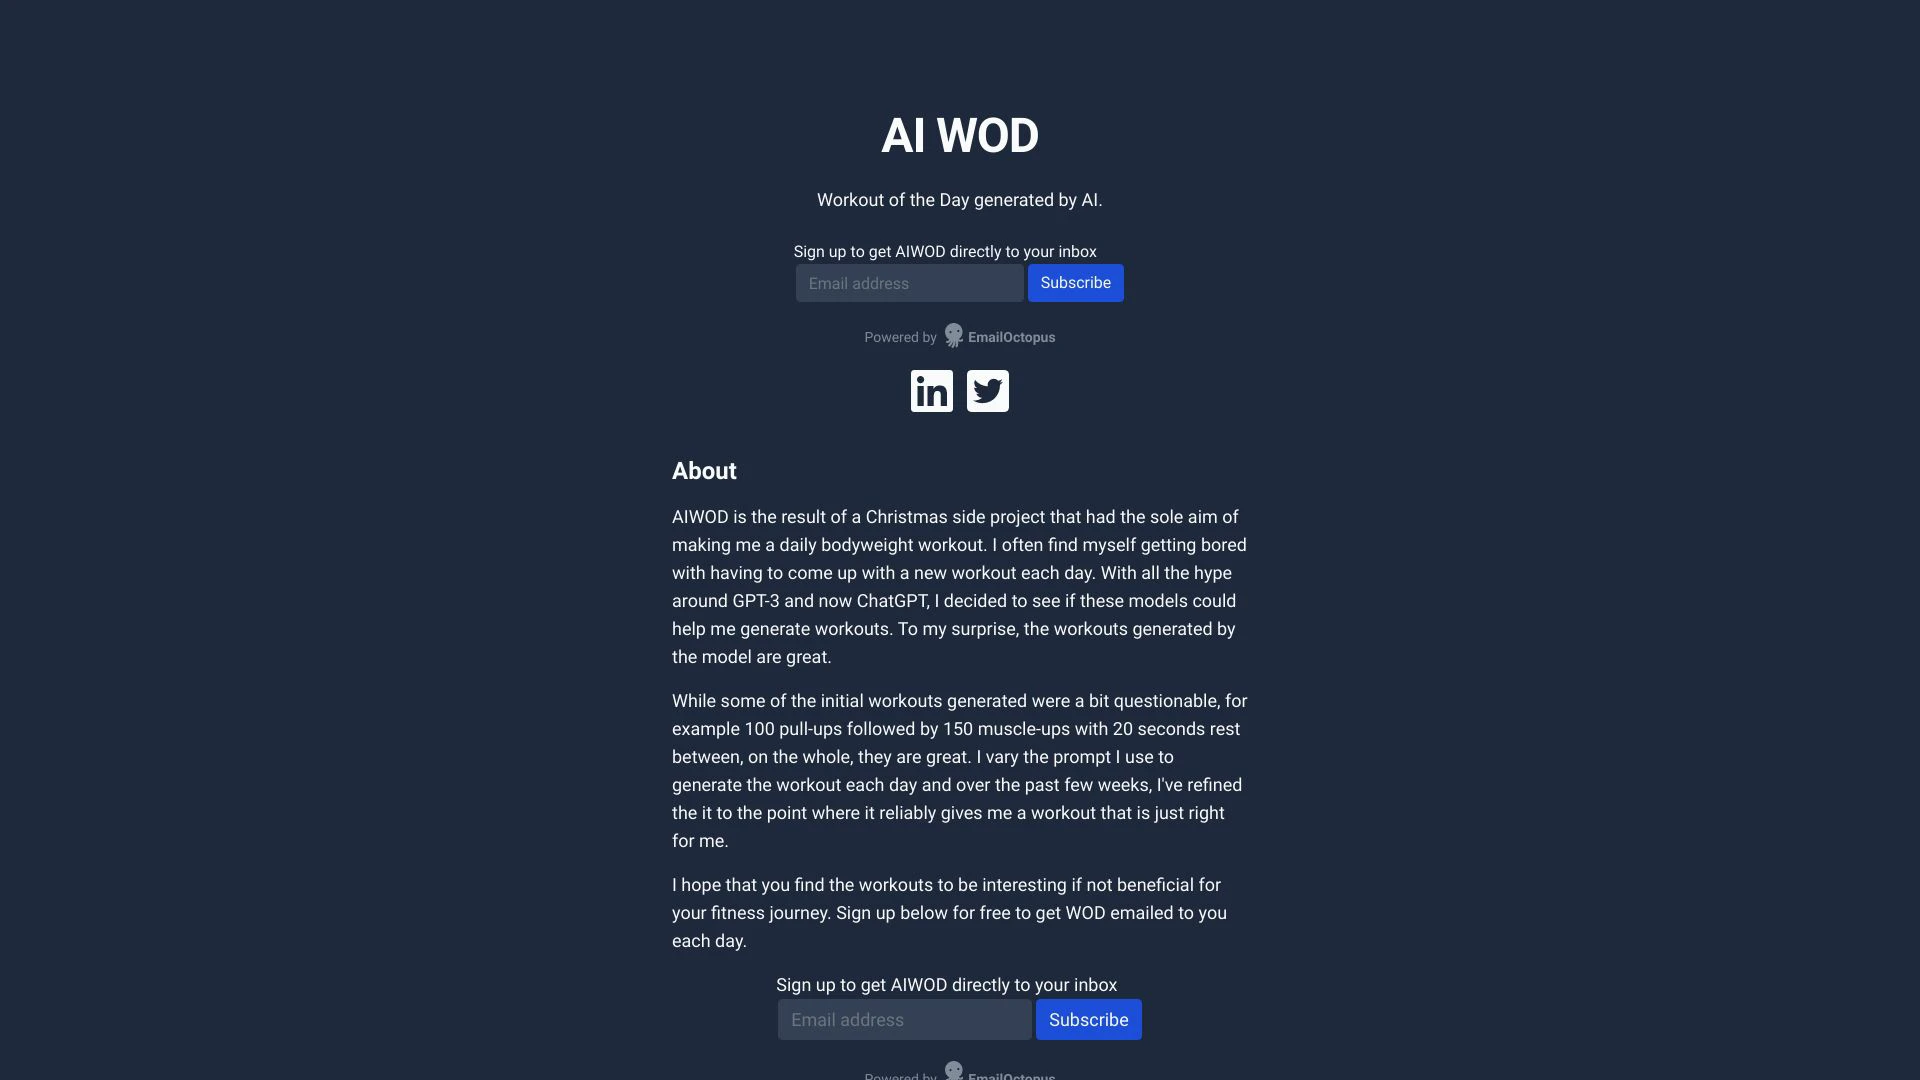 AI WOD
Workout of the Day generated by AI.
Sign up to get AIWOD directly to your inbox
Email address
Subscribe
Powered by EmailOctopus
in
About
AIWOD is the result of a Christmas side project that had the sole aim of
making me a daily bodyweight workout. I often find myself getting bored
with having to come up with a new workout each day. With all the hype
around GPT-3 and now ChatGPT, I decided to see if these models could
help me generate workouts. To my surprise, the workouts generated by
the model are great.
While some of the initial workouts generated were a bit questionable, for
example 100 pull-ups followed by 150 muscle-ups with 20 seconds rest
between, on the whole, they are great. I vary the prompt I use to
generate the workout each day and over the past few weeks, I've refined
the it to the point where it reliably gives me a workout that is just right
for me.
I hope that you find the workouts to be interesting if not beneficial for
your fitness journey. Sign up below for free to get WOD emailed to you
each day.
Sign up to get AIWOD directly to your inbox
Email address
Subscribe
Powered by EmailOctopus